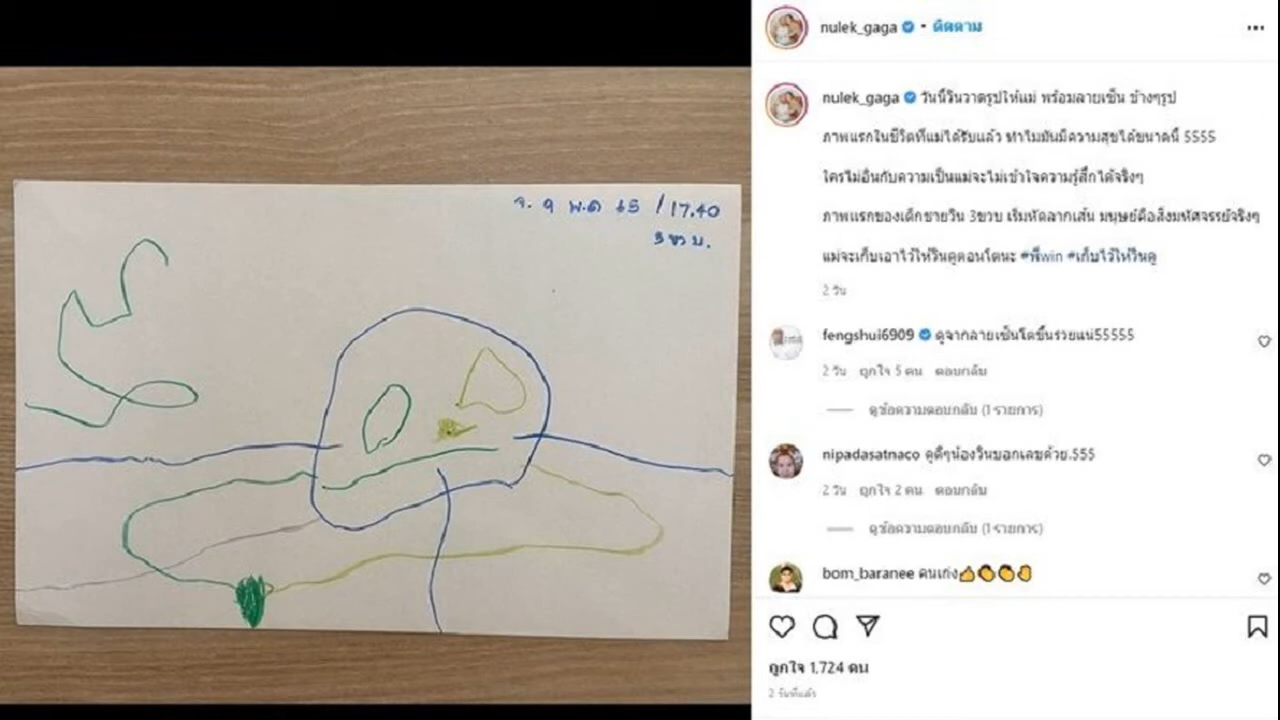 จ. 9 พ.ค 65 / 17.40
3 ขวบ.
nulek_gaga • ติดตาม
nulek_gaga วันนี้วินวาดรูปให้แม่ พร้อมลายเซ็น ข้างๆรูป
ภาพแรกในชีวิตที่แม่ได้รับแล้ว ทำไมมันมีความสุขได้ขนาดนี้ 5555
ใครไม่อินกับความเป็นแม่จะไม่เข้าใจความรู้สึกได้จริงๆ
ภาพแรกของเด็กชายวิน 3ขวบ เริ่มหัดลากเส้น มนุษย์คือสิ่งมหัศจรรย์จริงๆ
แม่จะเก็บเอาไว้ให้วินดูตอนโตนะ #พี่win #เก็บไว้ให้วินดู
2 วัน
fengshui6909 ดูจากลายเซ็นโตขึ้นรวยแน่55555
2 วัน ถูกใจ 5 คน ตอบกลับ
ดูข้อความตอบกลับ (1 รายการ)
nipadasatnaco ดูดีๆน้องวินบอกเลขด้วย.555
2 วัน ถูกใจ 2 คน ตอบกลับ
ดูข้อความตอบกลับ (1 รายการ)
bom_baranee คนเก่ง👍👏👏🤚
ถูกใจ 1,724 คน
2 วันที่แล้ว